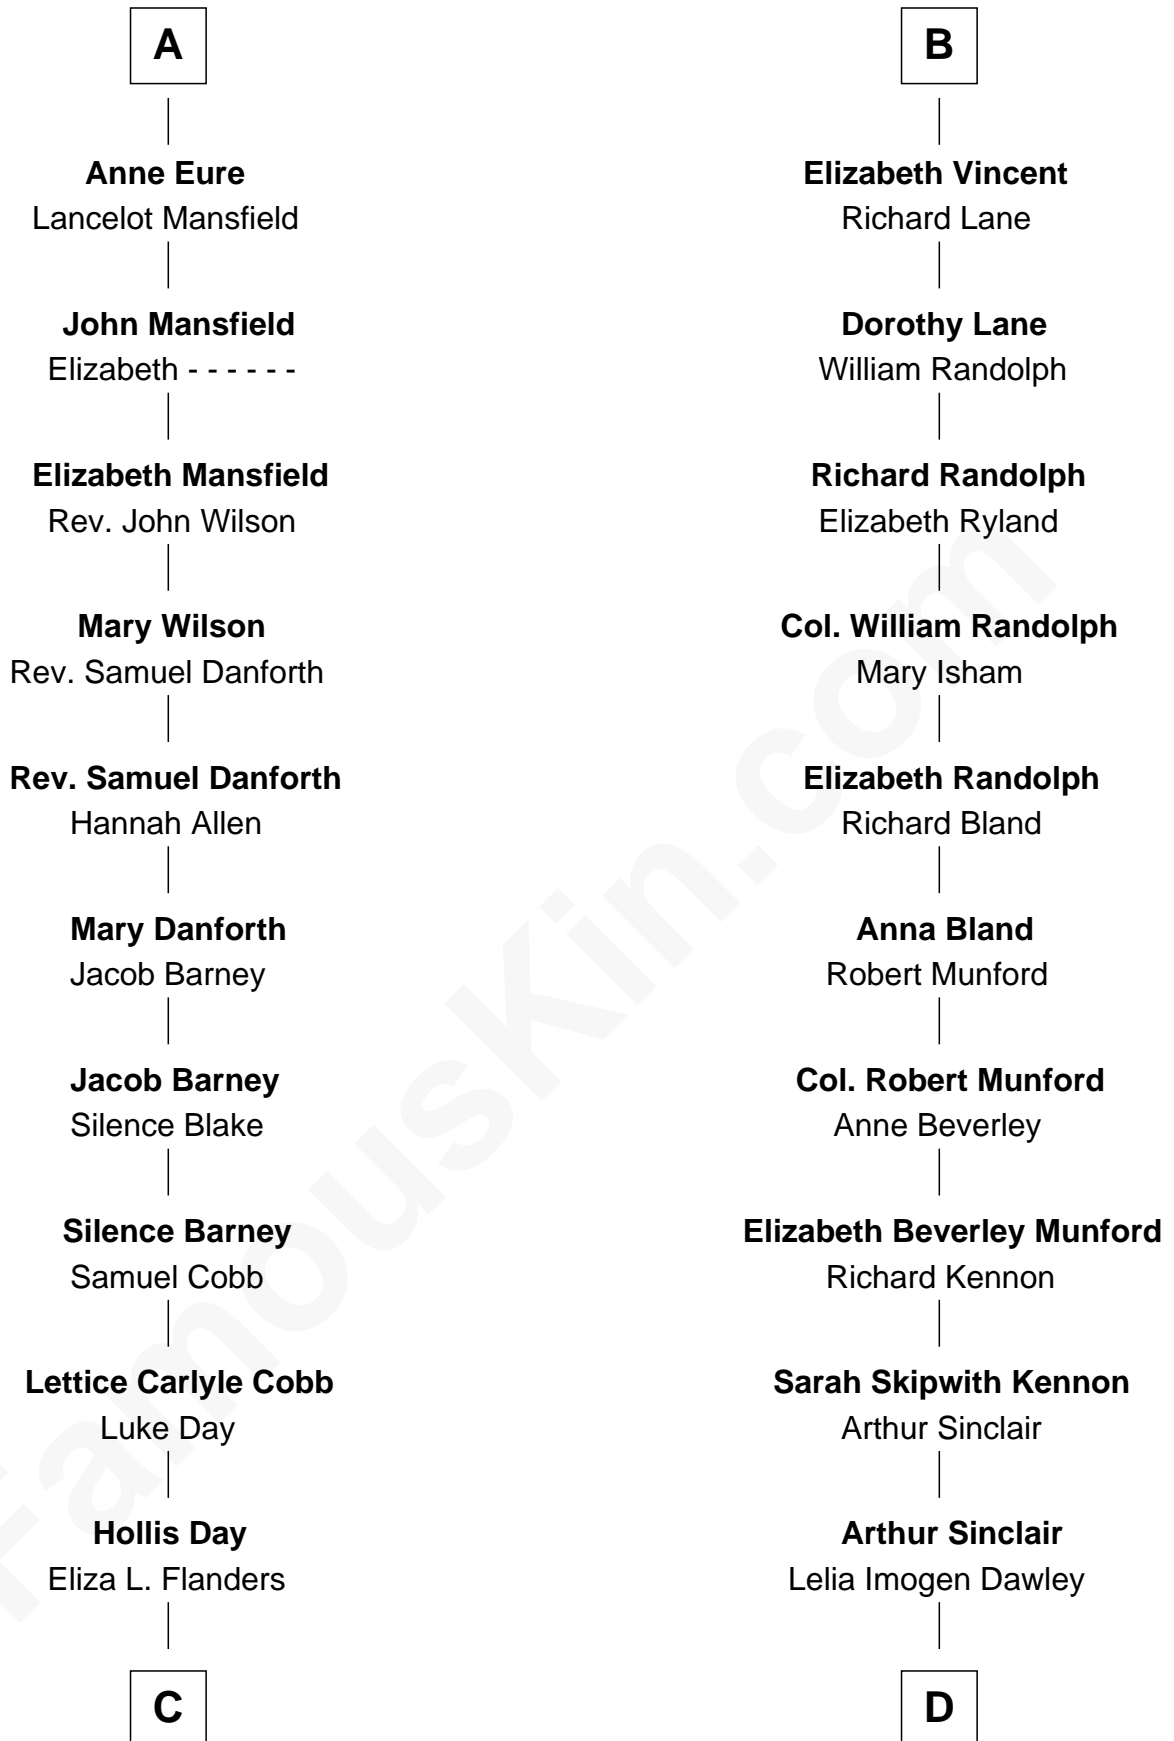 A
Anne Eure
Lancelot Mansfield
John Mansfield
Elizabeth - - - - - -
Elizabeth Mansfield
Rev. John Wilson
Mary Wilson
Rev. Samuel Danforth
Rev. Samuel Danforth
Hannah Allen
Mary Danforth
Jacob Barney
Jacob Barney
Silence Blake
Silence Barney
Samuel Cobb
Lettice Carlyle Cobb
Luke Day
Hollis Day
Eliza L. Flanders
C
B
Elizabeth Vincent
Richard Lane
Dorothy Lane
William Randolph
Richard Randolph
Elizabeth Ryland
Col. William Randolph
Mary Isham
Elizabeth Randolph
Richard Bland
Anna Bland
Robert Munford
Col. Robert Munford
Anne Beverley
Elizabeth Beverley Munford
Richard Kennon
Sarah Skipwith Kennon
Arthur Sinclair
Arthur Sinclair
Lelia Imogen Dawley
D
FamousKin.com